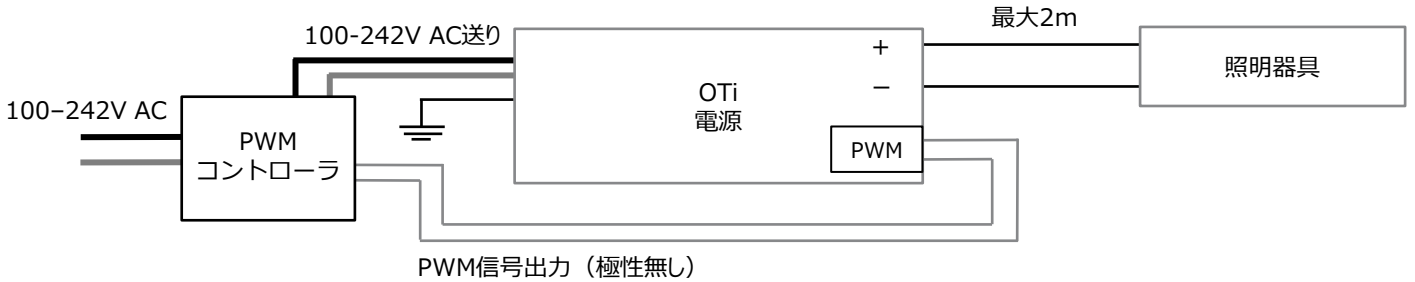 最大2m
100-242V AC送り
+
照明器具
−
OTi
電源
100–242V AC
PWM
コントローラ
PWM
PWM信号出力（極性無し）